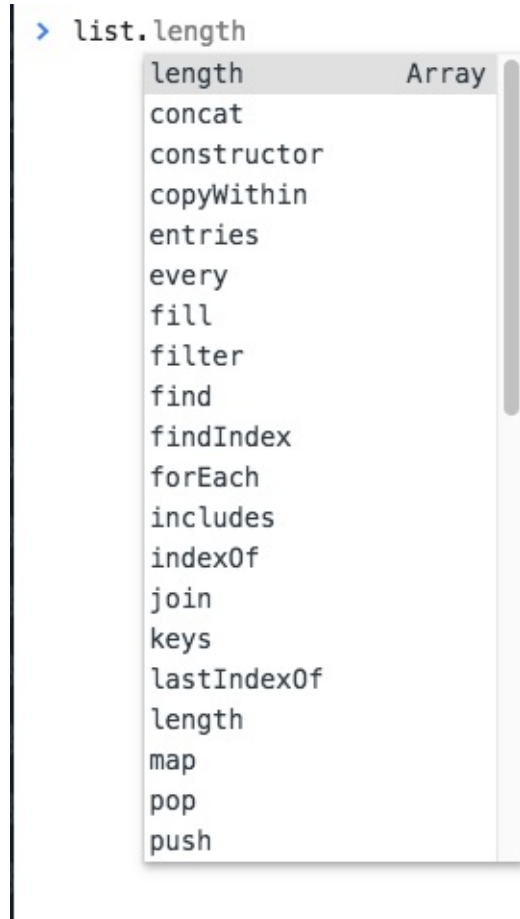 > list.length
length Array
concat
constructor
copyWithin
entries
every
fill
filter
find
findIndex
forEach
includes
indexOf
join
keys
lastIndexOf
length
map
pop
push